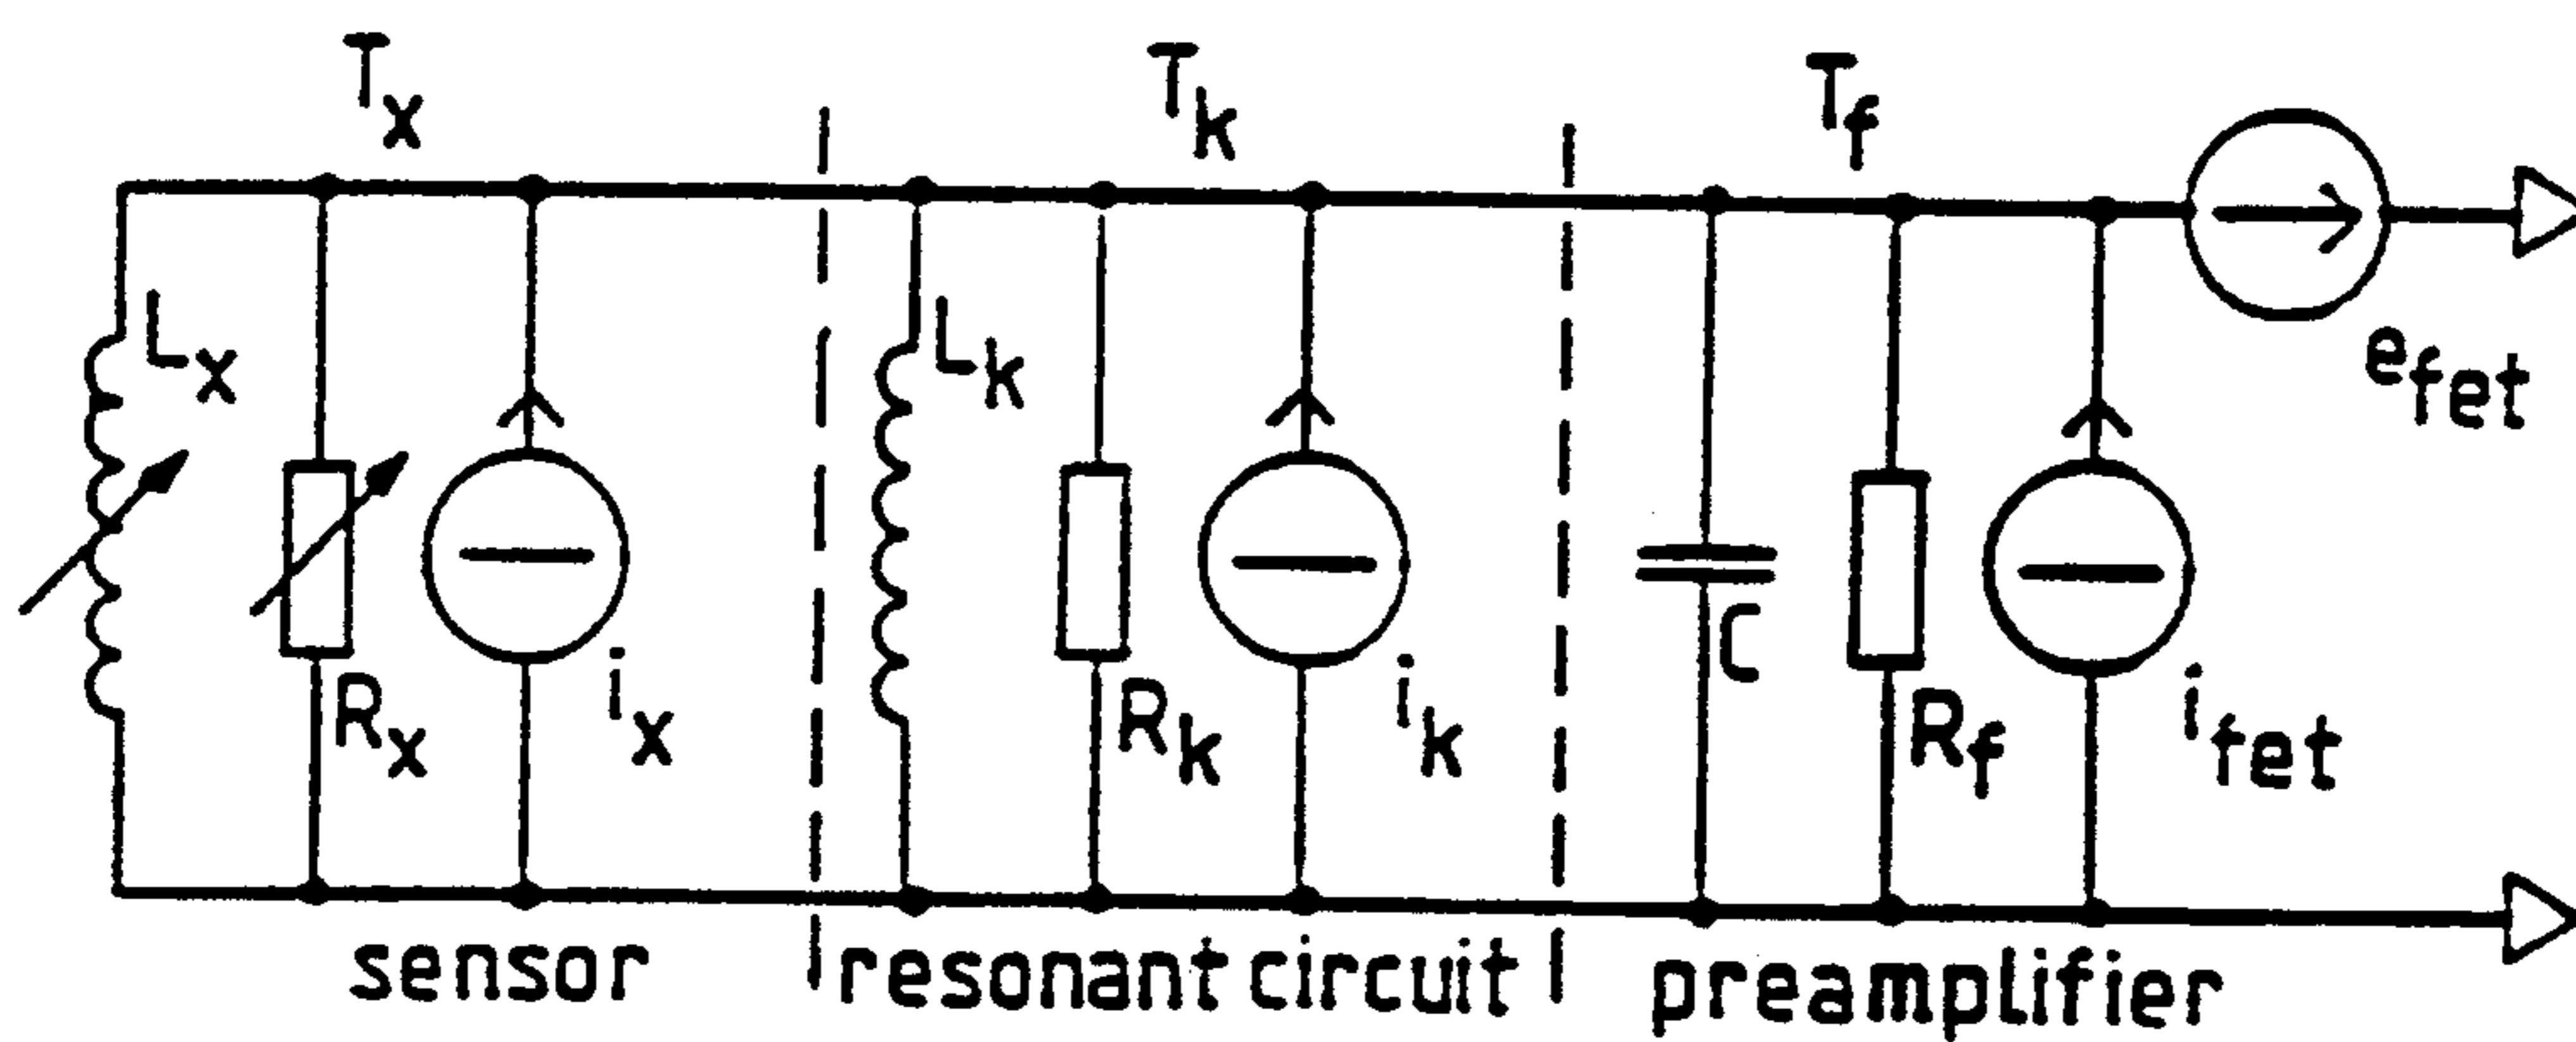 Tx Tk Tf
Lx Lk efet
Rx ix Rk ik C Rf ifet
sensor resonant circuit preamplifier